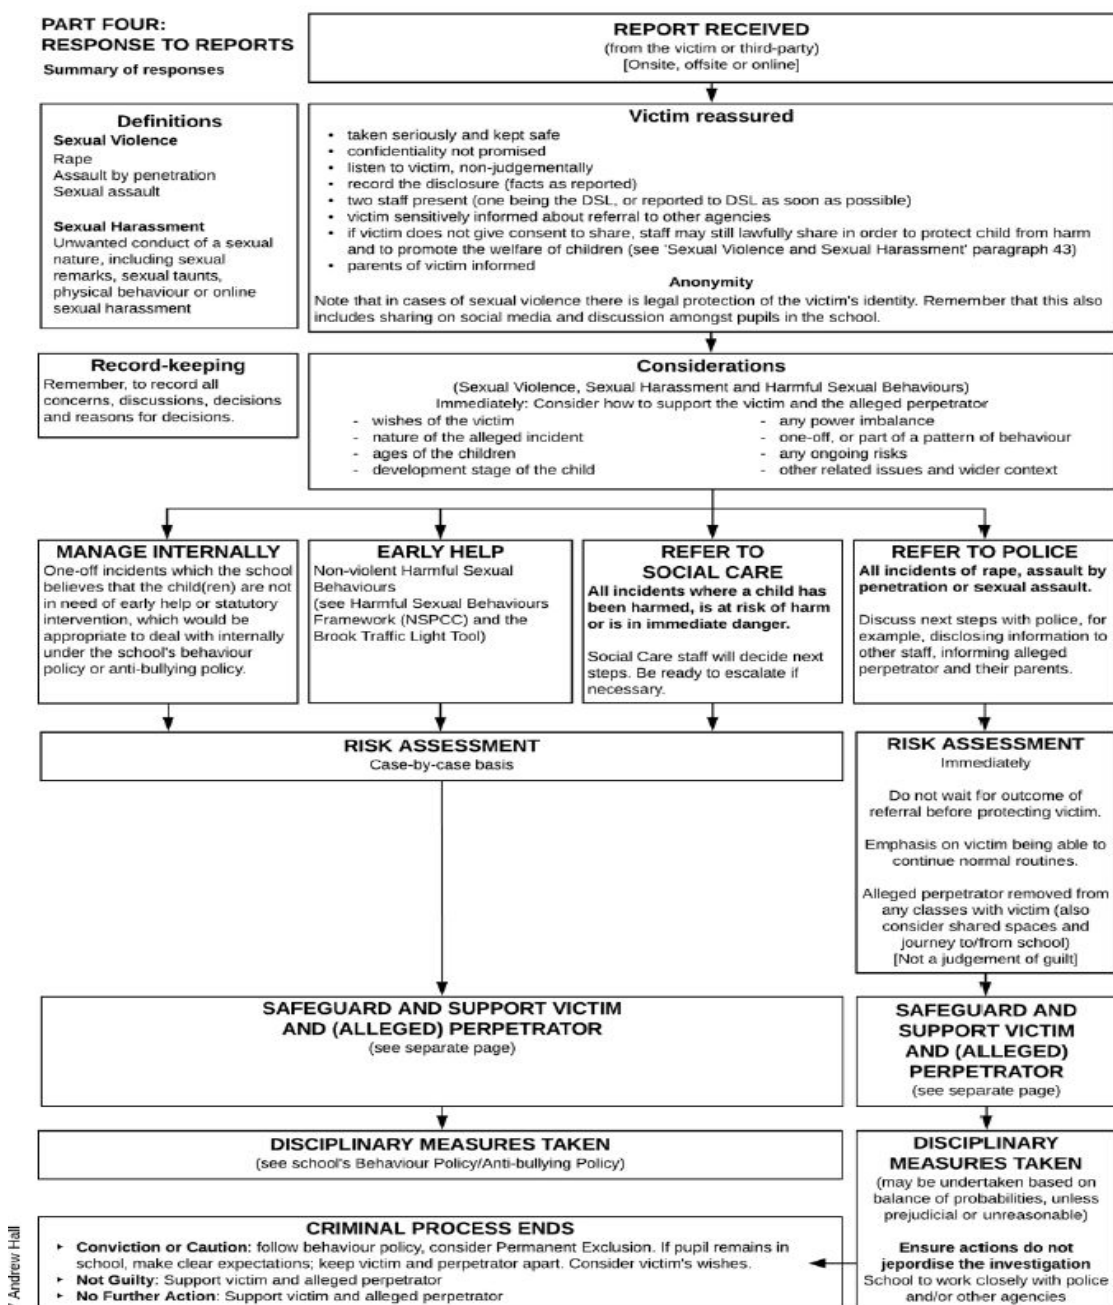 PART FOUR:
RESPONSE TO REPORTS
Summary of responses
REPORT RECEIVED
(from the victim or third-party)
[Onsite, offsite or online]
Definitions
Sexual Violence
Rape
Assault by penetration
Sexual assault
Sexual Harassment
Unwanted conduct of a sexual
nature, including sexual
remarks, sexual taunts,
physical behaviour or online
sexual harassment
Victim reassured
• taken seriously and kept safe
• confidentiality not promised
• listen to victim, non-judgementally
• record the disclosure (facts as reported)
• two staff present (one being the DSL, or reported to DSL as soon as possible)
• victim sensitively informed about referral to other agencies
• if victim does not give consent to share, staff may still lawfully share in order to protect child from harm
and to promote the welfare of children (see 'Sexual Violence and Sexual Harassment' paragraph 43)
• parents of victim informed
Anonymity
Note that in cases of sexual violence there is legal protection of the victim's identity. Remember that this also
includes sharing on social media and discussion amongst pupils in the school.
Record-keeping
Remember, to record all
concerns, discussions, decisions
and reasons for decisions.
Considerations
(Sexual Violence, Sexual Harassment and Harmful Sexual Behaviours)
Immediately: Consider how to support the victim and the alleged perpetrator
- wishes of the victim
- nature of the alleged incident
- ages of the children
- development stage of the child
- any power imbalance
- one-off, or part of a pattern of behaviour
- any ongoing risks
- other related issues and wider context
MANAGE INTERNALLY
One-off incidents which the school
believes that the child(ren) are not
in need of early help or statutory
intervention, which would be
appropriate to deal with internally
under the school's behaviour
policy or anti-bullying policy.
EARLY HELP
Non-violent Harmful Sexual
Behaviours
(see Harmful Sexual Behaviours
Framework (NSPCC) and the
Brook Traffic Light Tool)
REFER TO
SOCIAL CARE
All incidents where a child has
been harmed, is at risk of harm
or is in immediate danger.
Social Care staff will decide next
steps. Be ready to escalate if
necessary.
REFER TO POLICE
All incidents of rape, assault by
penetration or sexual assault.
Discuss next steps with police, for
example, disclosing information to
other staff, informing alleged
perpetrator and their parents.
RISK ASSESSMENT
Case-by-case basis
RISK ASSESSMENT
Immediately
Do not wait for outcome of
referral before protecting victim.
Emphasis on victim being able to
continue normal routines.
Alleged perpetrator removed from
any classes with victim (also
consider shared spaces and
journey to/from school)
[Not a judgement of guilt]
SAFEGUARD AND SUPPORT VICTIM
AND (ALLEGED) PERPETRATOR
(see separate page)
SAFEGUARD AND
SUPPORT VICTIM
AND (ALLEGED)
PERPETRATOR
(see separate page)
DISCIPLINARY MEASURES TAKEN
(see school's Behaviour Policy/Anti-bullying Policy)
DISCIPLINARY
MEASURES TAKEN
(may be undertaken based on
balance of probabilities, unless
prejudicial or unreasonable)
Ensure actions do not
jepordise the investigation
School to work closely with police
and/or other agencies
CRIMINAL PROCESS ENDS
‣ Conviction or Caution: follow behaviour policy, consider Permanent Exclusion. If pupil remains in
school, make clear expectations; keep victim and perpetrator apart. Consider victim's wishes.
‣ Not Guilty: Support victim and alleged perpetrator
‣ No Further Action: Support victim and alleged perpetrator
Andrew Hall